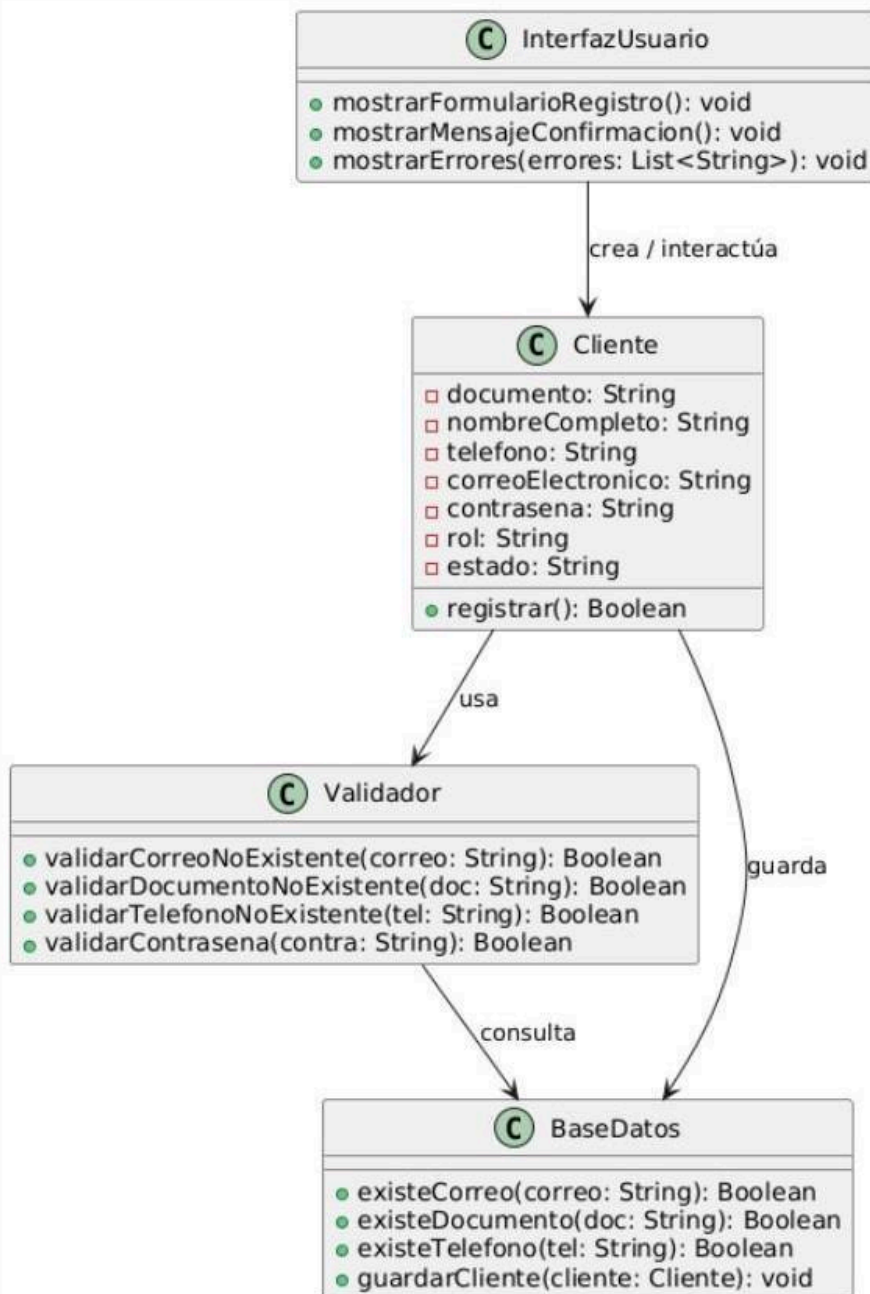 C InterfazUsuario
mostrarFormularioRegistro(): void
mostrarMensajeConfirmacion(): void
mostrarErrores(errores: List<String>): void
crea / interactúa
C Cliente
documento: String
nombreCompleto: String
telefono: String
correoElectronico: String
contrasena: String
rol: String
estado: String
registrar(): Boolean
usa
C Validador
validarCorreoNoExistente(correo: String): Boolean
validarDocumentoNoExistente(doc: String): Boolean
validarTelefonoNoExistente(tel: String): Boolean
validarContrasena(contra: String): Boolean
guarda
consulta
C BaseDatos
existeCorreo(correo: String): Boolean
existeDocumento(doc: String): Boolean
existeTelefono(tel: String): Boolean
guardarCliente(cliente: Cliente): void